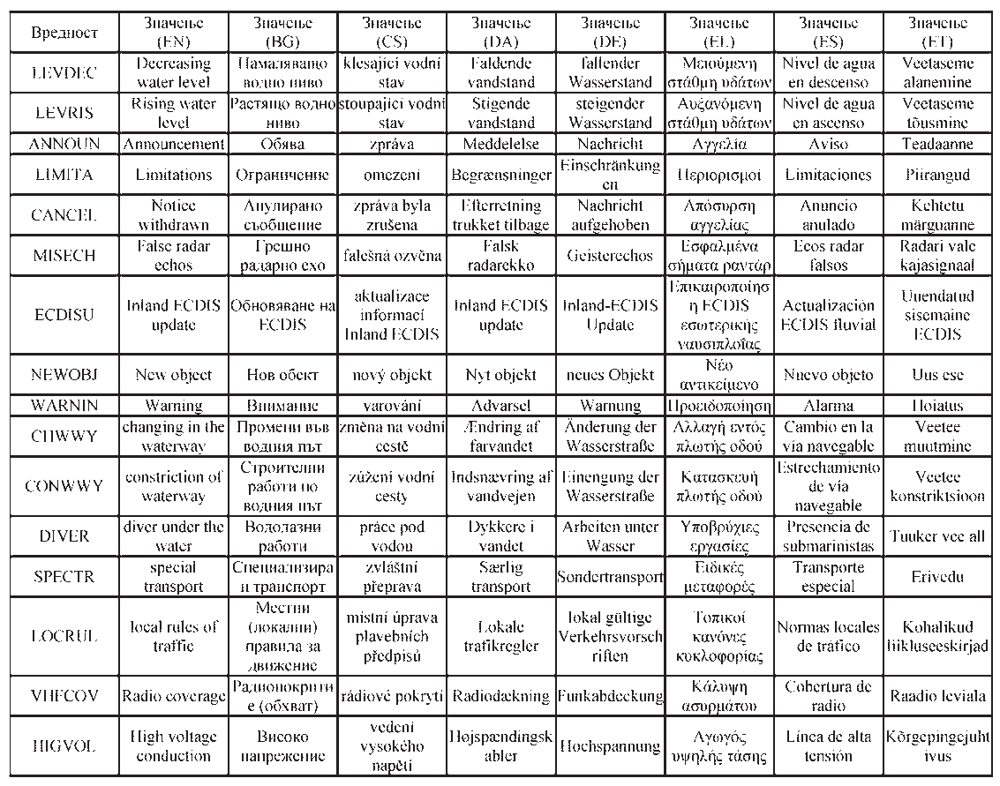 Вредност
Значење
(EN)
Значење
(BG)
Значење
(CS)
Значење
(DA)
Значење
(DE)
Значење
(EL)
Значење
(ES)
Значење
(ET)
LEVDEC
Decreasing
water level
Намаляващо
водно ниво
klesající vodní
stav
Faldende
vandstand
fallender
Wasserstand
Μειούμενη
στάθμη υδάτων
Nivel de agua
en descenso
Veetaseme
alanemine
LEVRIS
Rising water
level
Растящо водно
ниво
stoupající vodní
stav
Stigende
vandstand
steigender
Wasserstand
Αυξανόμενη
στάθμη υδάτων
Nivel de agua
en ascenso
Veetaseme
tõusmine
ANNOUN
Announcement
Обява
zpráva
Meddelelse
Nachricht
Αγγελία
Aviso
Teadaanne
LIMITA
Limitations
Ограничение
omezení
Begrænsninger
Einschränkung
en
Περιορισμοί
Limitaciones
Piirangud
CANCEL
Notice
withdrawn
Анулирано
съобщение
zpráva byla
zrušena
Efterretning
trukket tilbage
Nachricht
aufgehoben
Απόσυρση
αγγελίας
Anuncio
anulado
Kehtetu
märguanne
MISECH
False radar
echos
Грешно
радарно ехо
falešná ozvěna
Falsk
radarekko
Geisterechos
Εσφαλμένα
σήματα ραντάρ
Ecos radar
falsos
Radari vale
kajasignaal
ECDISU
Inland ECDIS
update
Обновяване на
ECDIS
aktualizace
informací
Inland ECDIS
Inland ECDIS
update
Inland-ECDIS
Update
Επικαιροποίησ
η ECDIS
εσωτερικής
ναυσιπλοΐας
Actualización
ECDIS fluvial
Uuendatud
sisemaine
ECDIS
NEWOBJ
New object
Нов обект
nový objekt
Nyt objekt
neues Objekt
Νέο
αντικείμενο
Nuevo objeto
Uus ese
WARNIN
Warning
Внимание
varování
Advarsel
Warnung
Προειδοποίηση
Alarma
Hoiatus
CHWWY
changing in the
waterway
Промени във
водния път
změna na vodní
cestě
Ændring af
farvandet
Änderung der
Wasserstraße
Αλλαγή εντός
πλωτής οδού
Cambio en la
vía navegable
Veetee
muutmine
CONWWY
constriction of
waterway
Строителни
работи по
водния път
zúžení vodní
cesty
Indsnævring af
vandvejen
Einengung der
Wasserstraße
Κατασκευή
πλωτής οδού
Estrechamiento
de vía
navegable
Veetee
konstriktsioon
DIVER
diver under the
water
Водолазни
работи
práce pod
vodou
Dykkere i
vandet
Arbeiten unter
Wasser
Υποβρύχιες
εργασίες
Presencia de
submarinistas
Tuuker vee all
SPECTR
special
transport
Специализира
н транспорт
zvláštní
přeprava
Særlig
transport
Sondertransport
Ειδικές
μεταφορές
Transporte
especial
Erivedu
LOCRUL
local rules of
traffic
Местни
(локални)
правила за
движение
místní úprava
plavebních
předpisů
Lokale
trafikregler
lokal gültige
Verkehrsvorsch
riften
Τοπικοί
κανόνες
κυκλοφορίας
Normas locales
de tráfico
Kohalikud
liikluseeskirjad
VHFCOV
Radio coverage
Радиопокрити
е (обхват)
rádiové pokrytí
Radiodækning
Funkabdeckung
Κάλυψη
ασυρμάτου
Cobertura de
radio
Raadio leviala
HIGVOL
High voltage
conduction
Високо
напрежение
vedení
vysokého
napětí
Højspændingsk
abler
Hochspannung
Αγωγός
υψηλής τάσης
Línea de alta
tensión
Kõrgepingejuht
ivus